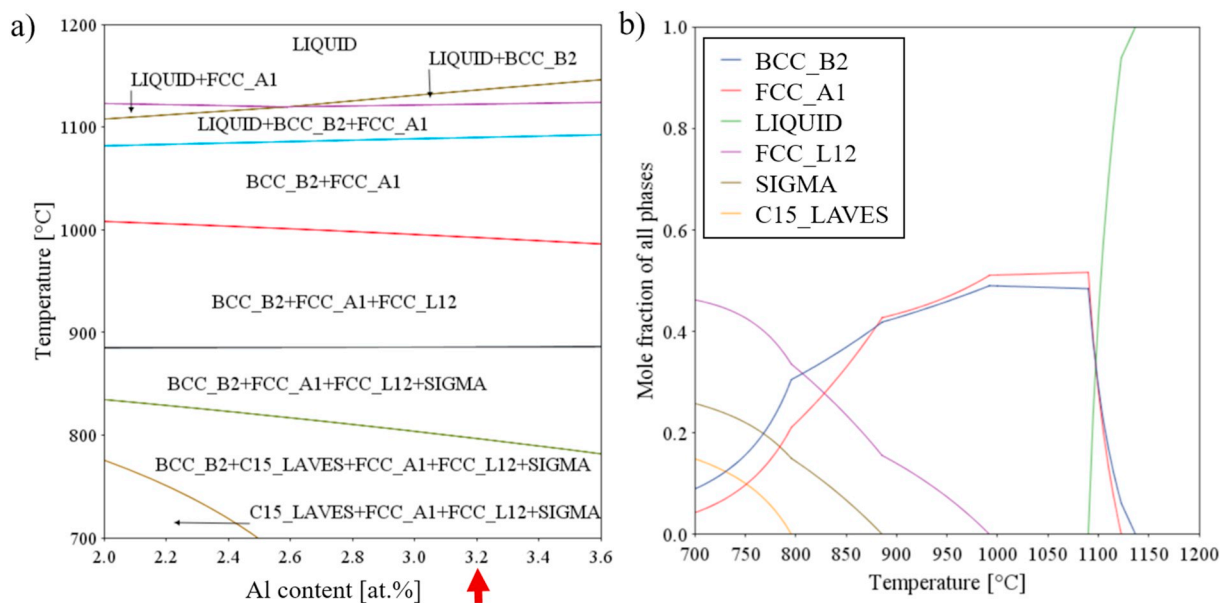 a)
1200
1100
1000
900
800
700
Temperature [°C]
LIQUID
LIQUID+BCC_B2
LIQUID+FCC_A1
LIQUID+BCC_B2+FCC_A1
BCC_B2+FCC_A1
BCC_B2+FCC_A1+FCC_L12
BCC_B2+FCC_A1+FCC_L12+SIGMA
BCC_B2+C15_LAVES+FCC_A1+FCC_L12+SIGMA
C15_LAVES+FCC_A1+FCC_L12+SIGMA
2.0 2.2 2.4 2.6 2.8 3.0 3.2 3.4 3.6
Al content [at.%]
b)
1.0
0.8
0.6
0.4
0.2
0.0
Mole fraction of all phases
BCC_B2
FCC_A1
LIQUID
FCC_L12
SIGMA
C15_LAVES
700 750 800 850 900 950 1000 1050 1100 1150 1200
Temperature [°C]